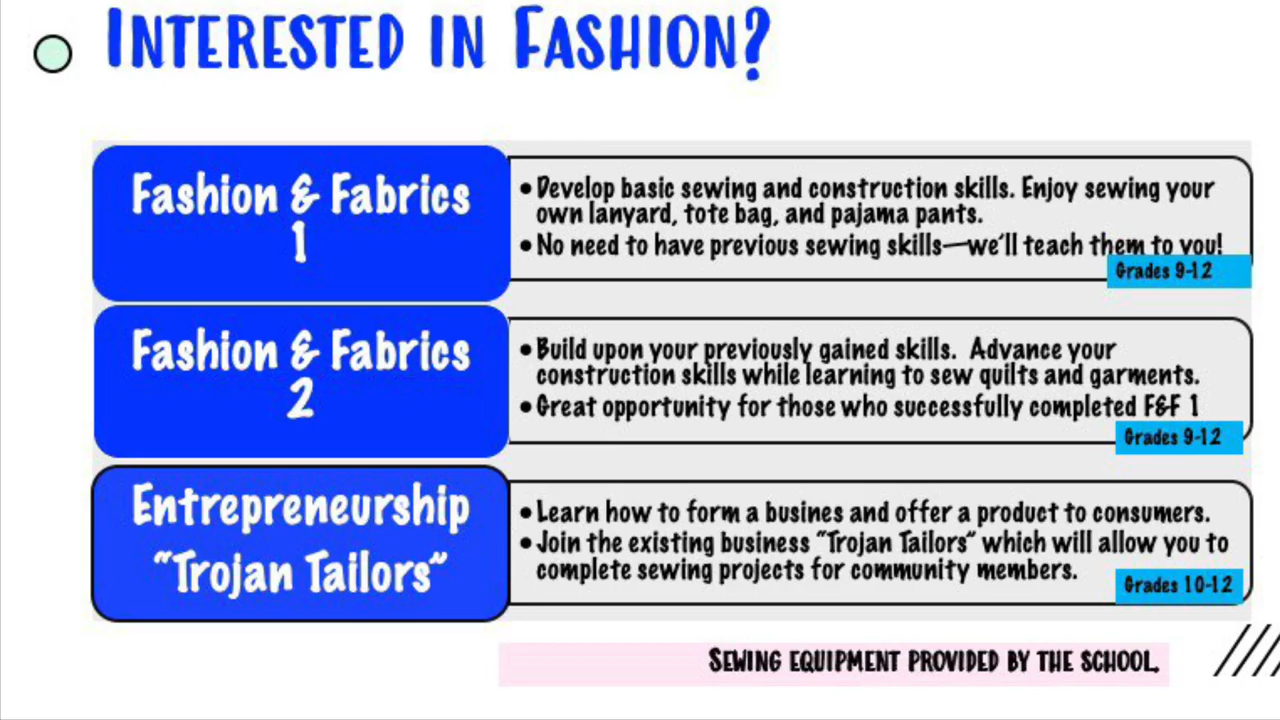 INTERESTED IN FASHION?
Fashion & Fabrics
1
• Develop basic sewing and construction skills. Enjoy sewing your
own lanyard, tote bag, and pajama pants.
• No need to have previous sewing skills—we'll teach them to you!
Grades 9-12
Fashion & Fabrics
2
• Build upon your previously gained skills. Advance your
construction skills while learning to sew quilts and garments.
• Great opportunity for those who successfully completed F&F 1
Grades 9-12
Entrepreneurship
"Trojan Tailors"
• Learn how to form a busines and offer a product to consumers.
• Join the existing business "Trojan Tailors" which will allow you to
complete sewing projects for community members.
Grades 10-12
SEWING EQUIPMENT PROVIDED BY THE SCHOOL.